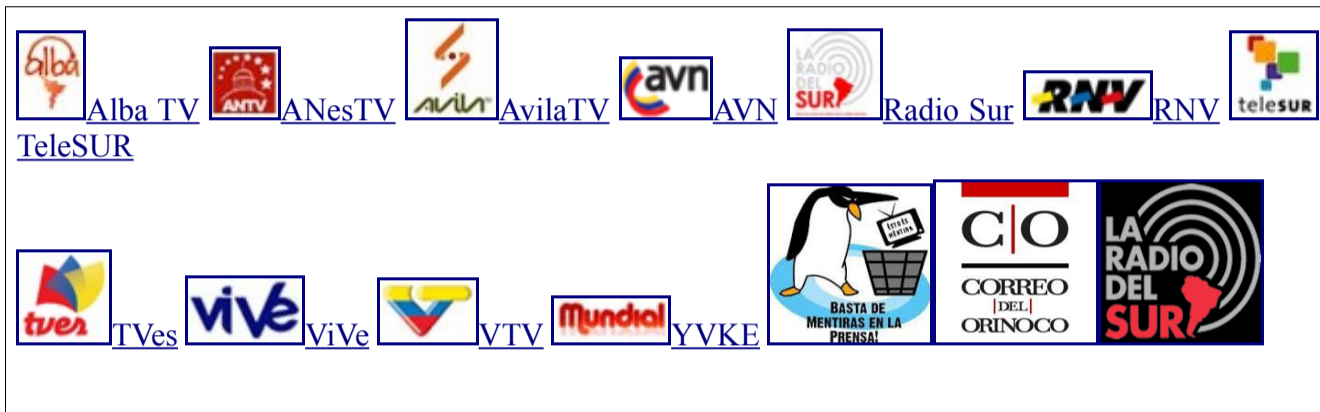 alba Alba TV ANTV ANesTV AVILA AvilaTV avn AVN LA RADIO DEL SUR Radio Sur RNV RNV teleSUR
TeleSUR
tves TVes ViVe ViVe VTV Mundial YVKE
ESTO ES MENTIRA
BASTA DE
MENTIRAS EN LA
PRENSA!
C|O
CORREO
|DEL|
ORINOCO
LA
RADIO
DEL
SUR